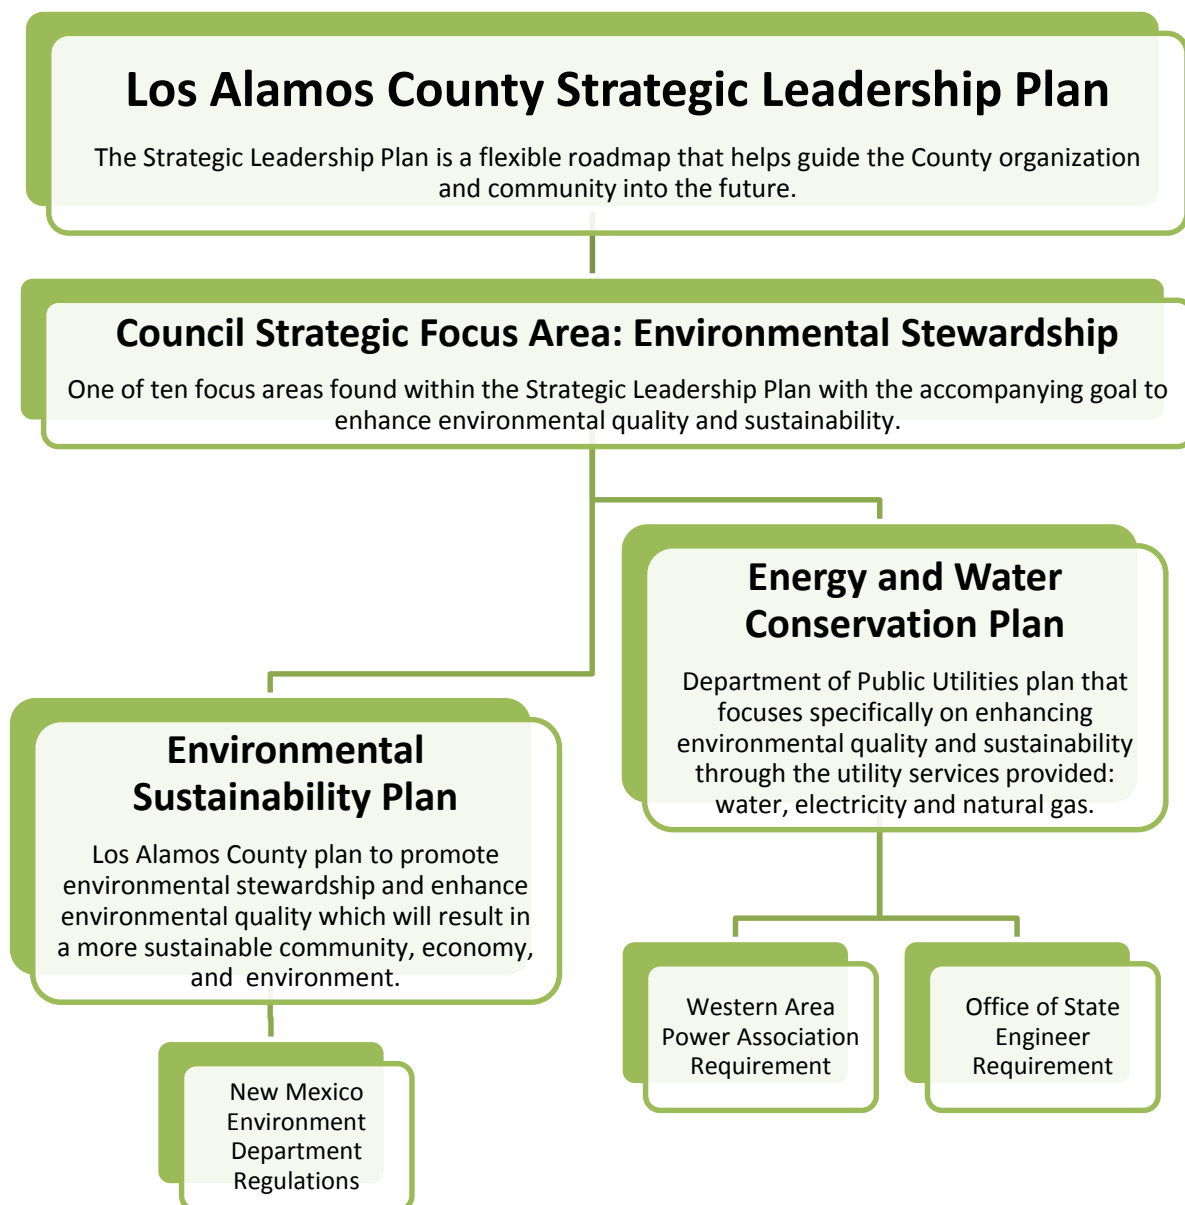 Los Alamos County Strategic Leadership Plan
The Strategic Leadership Plan is a flexible roadmap that helps guide the County organization
and community into the future.
Council Strategic Focus Area: Environmental Stewardship
One of ten focus areas found within the Strategic Leadership Plan with the accompanying goal to
enhance environmental quality and sustainability.
Energy and Water
Conservation Plan
Department of Public Utilities plan that
focuses specifically on enhancing
environmental quality and sustainability
through the utility services provided:
water, electricity and natural gas.
Environmental
Sustainability Plan
Los Alamos County plan to promote
environmental stewardship and enhance
environmental quality which will result in
a more sustainable community, economy,
and environment.
Western Area
Power Association
Requirement
Office of State
Engineer
Requirement
New Mexico
Environment
Department
Regulations